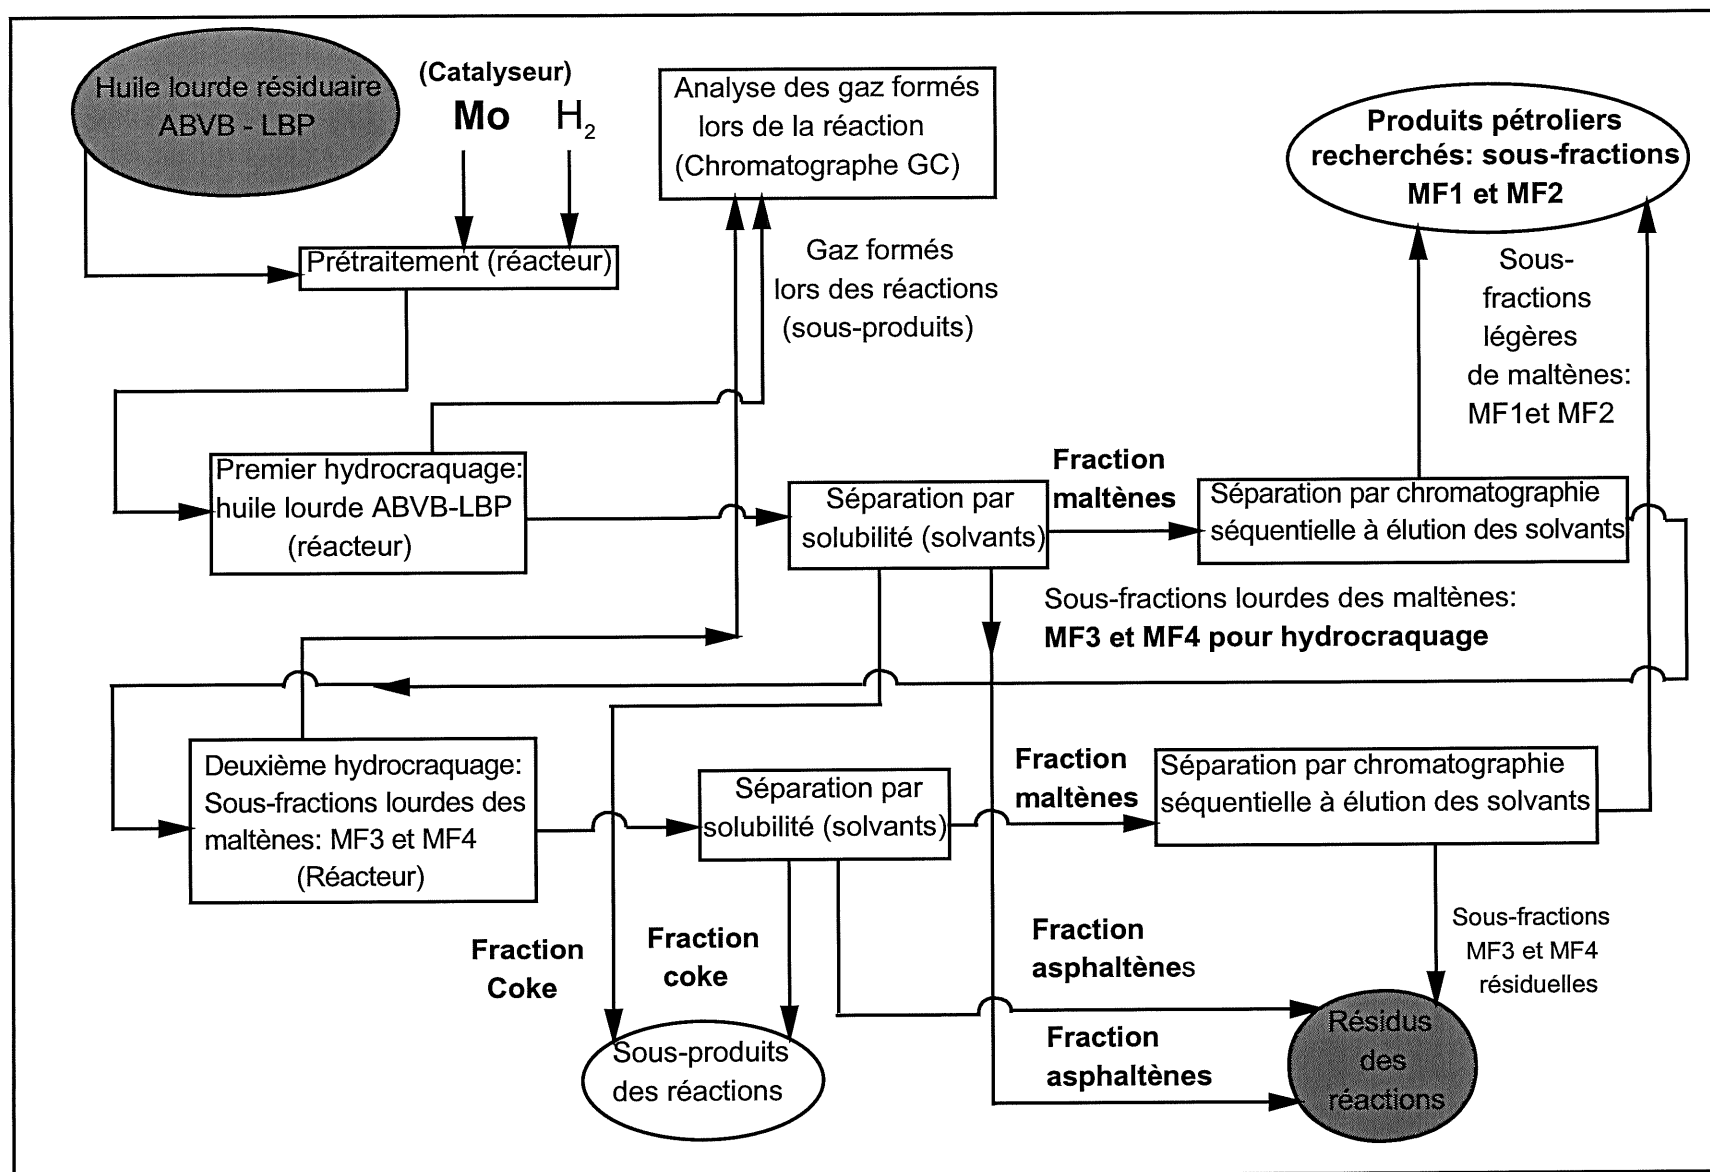 Huile lourde résiduaire
ABVB - LBP
(Catalyseur)
Mo H2
Analyse des gaz formés
lors de la réaction
(Chromatographe GC)
Produits pétroliers
recherchés: sous-fractions
MF1 et MF2
Prétraitement (réacteur)
Gaz formés
lors des réactions
(sous-produits)
Sous-
fractions
légères
de maltènes:
MF1et MF2
Premier hydrocraquage:
huile lourde ABVB-LBP
(réacteur)
Séparation par
solubilité (solvants)
Fraction
maltènes
Séparation par chromatographie
séquentielle à élution des solvants
Sous-fractions lourdes des maltènes:
MF3 et MF4 pour hydrocraquage
Deuxième hydrocraquage:
Sous-fractions lourdes des
maltènes: MF3 et MF4
(Réacteur)
Séparation par
solubilité (solvants)
Fraction
maltènes
Séparation par chromatographie
séquentielle à élution des solvants
Fraction
Coke
Fraction
coke
Fraction
asphaltènes
Sous-fractions
MF3 et MF4
résiduelles
Fraction
asphaltènes
Sous-produits
des réactions
Résidus
des
réactions